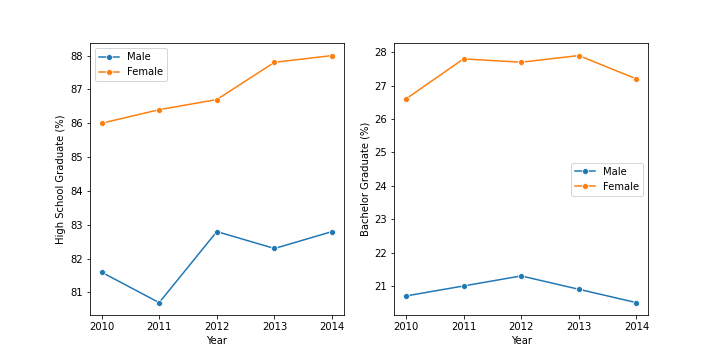 High School Graduate (%)
88
87
86
85
84
83
82
81
Male
Female
2010 2011 2012 2013 2014
Year
Bachelor Graduate (%)
28
27
26
25
24
23
22
21
Male
Female
2010 2011 2012 2013 2014
Year